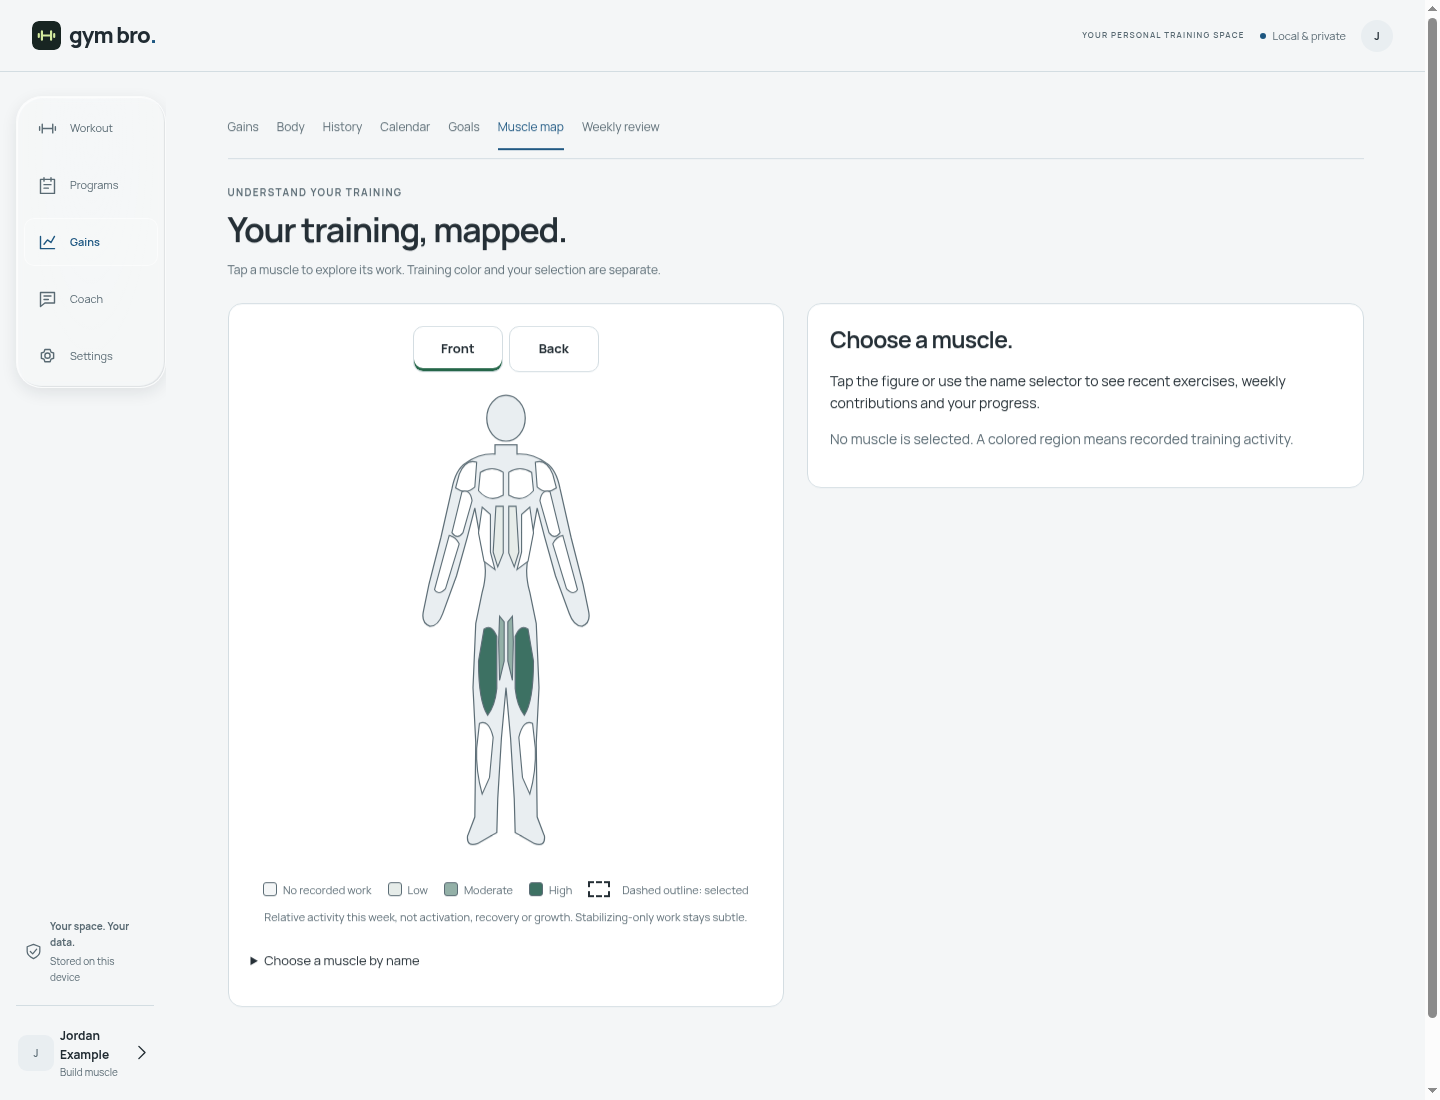 gym bro.
YOUR PERSONAL TRAINING SPACE
Local & private
J
Workout
Programs
Gains
Coach
Settings
Gains
Body
History
Calendar
Goals
Muscle map
Weekly review
UNDERSTAND YOUR TRAINING
Your training, mapped.
Tap a muscle to explore its work. Training color and your selection are separate.
Front
Back
No recorded work
Low
Moderate
High
Dashed outline: selected
Relative activity this week, not activation, recovery or growth. Stabilizing-only work stays subtle.
Choose a muscle by name
Choose a muscle.
Tap the figure or use the name selector to see recent exercises, weekly
contributions and your progress.
No muscle is selected. A colored region means recorded training activity.
Your space. Your
data.
Stored on this
device
J
Jordan
Example
Build muscle